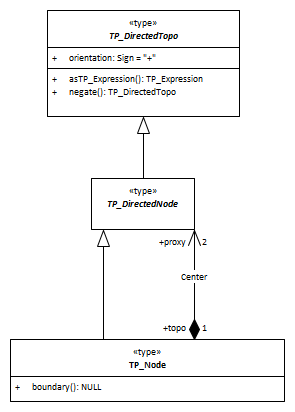 «type»
TP_DirectedTopo
+ orientation: Sign = "+"
+ asTP_Expression(): TP_Expression
+ negate(): TP_DirectedTopo
«type»
TP_DirectedNode
+proxy 2
Center
+topo 1
«type»
TP_Node
+ boundary(): NULL